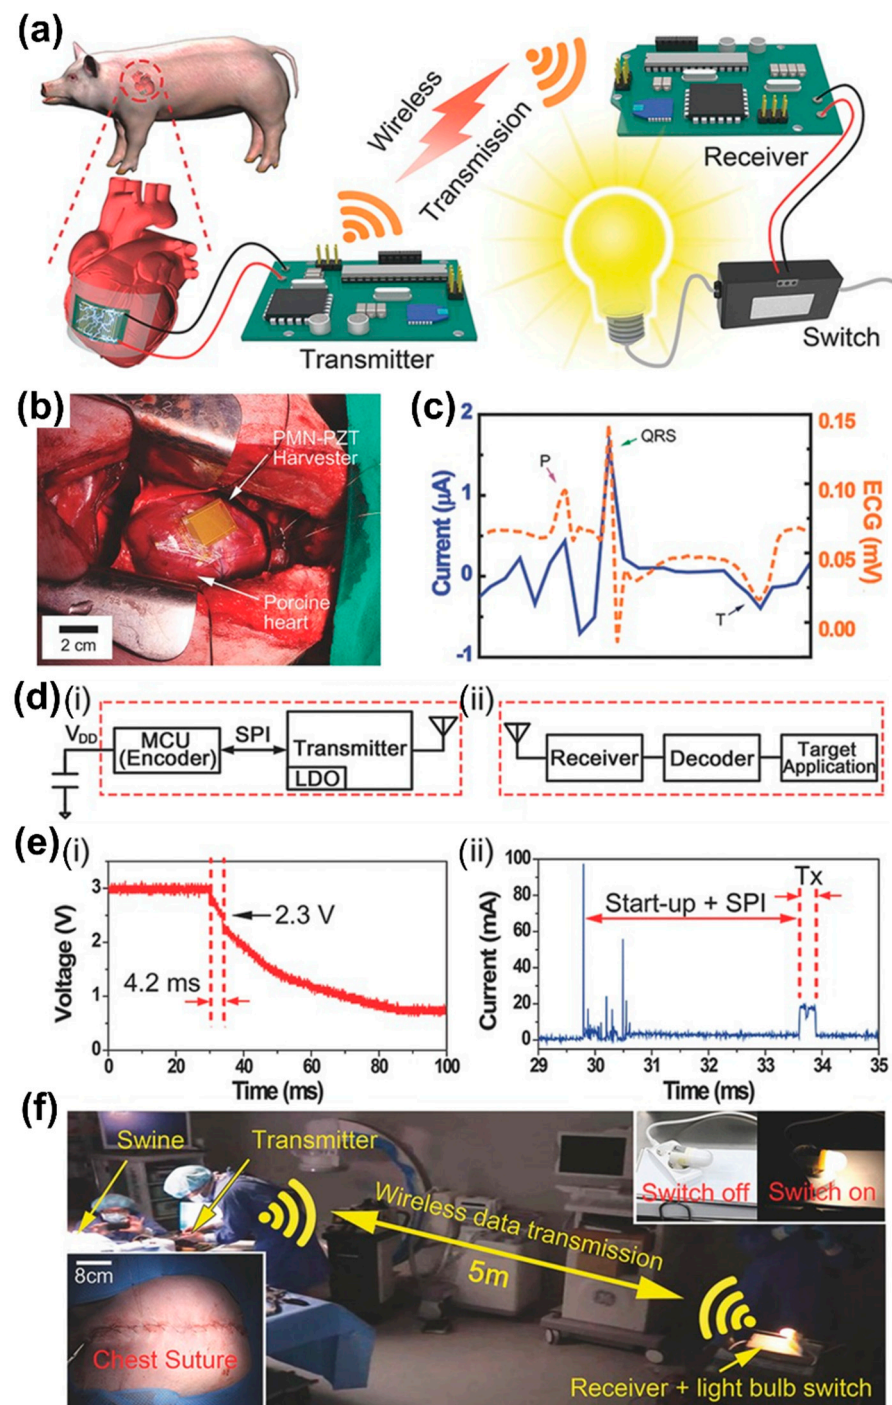 (a)
Wireless
Transmission
Receiver
Transmitter
Switch
(b)
PMN-PZT
Harvester
Porcine
heart
2 cm
(c)
2
1
0
-1
Current (μA)
P
QRS
T
0.15
0.10
0.05
0.00
ECG (mV)
(d)
(i)
VDD
MCU
(Encoder)
SPI
Transmitter
LDO
(ii)
Receiver
Decoder
Target
Application
(e)
(i)
3
2
1
0
Voltage (V)
2.3 V
4.2 ms
0 20 40 60 80 100
Time (ms)
(ii)
100
80
60
40
20
0
Current (mA)
Tx
Start-up + SPI
29 30 31 32 33 34 35
Time (ms)
(f)
Swine
Transmitter
Wireless data transmission
5m
Switch off
Switch on
8cm
Chest Suture
Receiver + light bulb switch